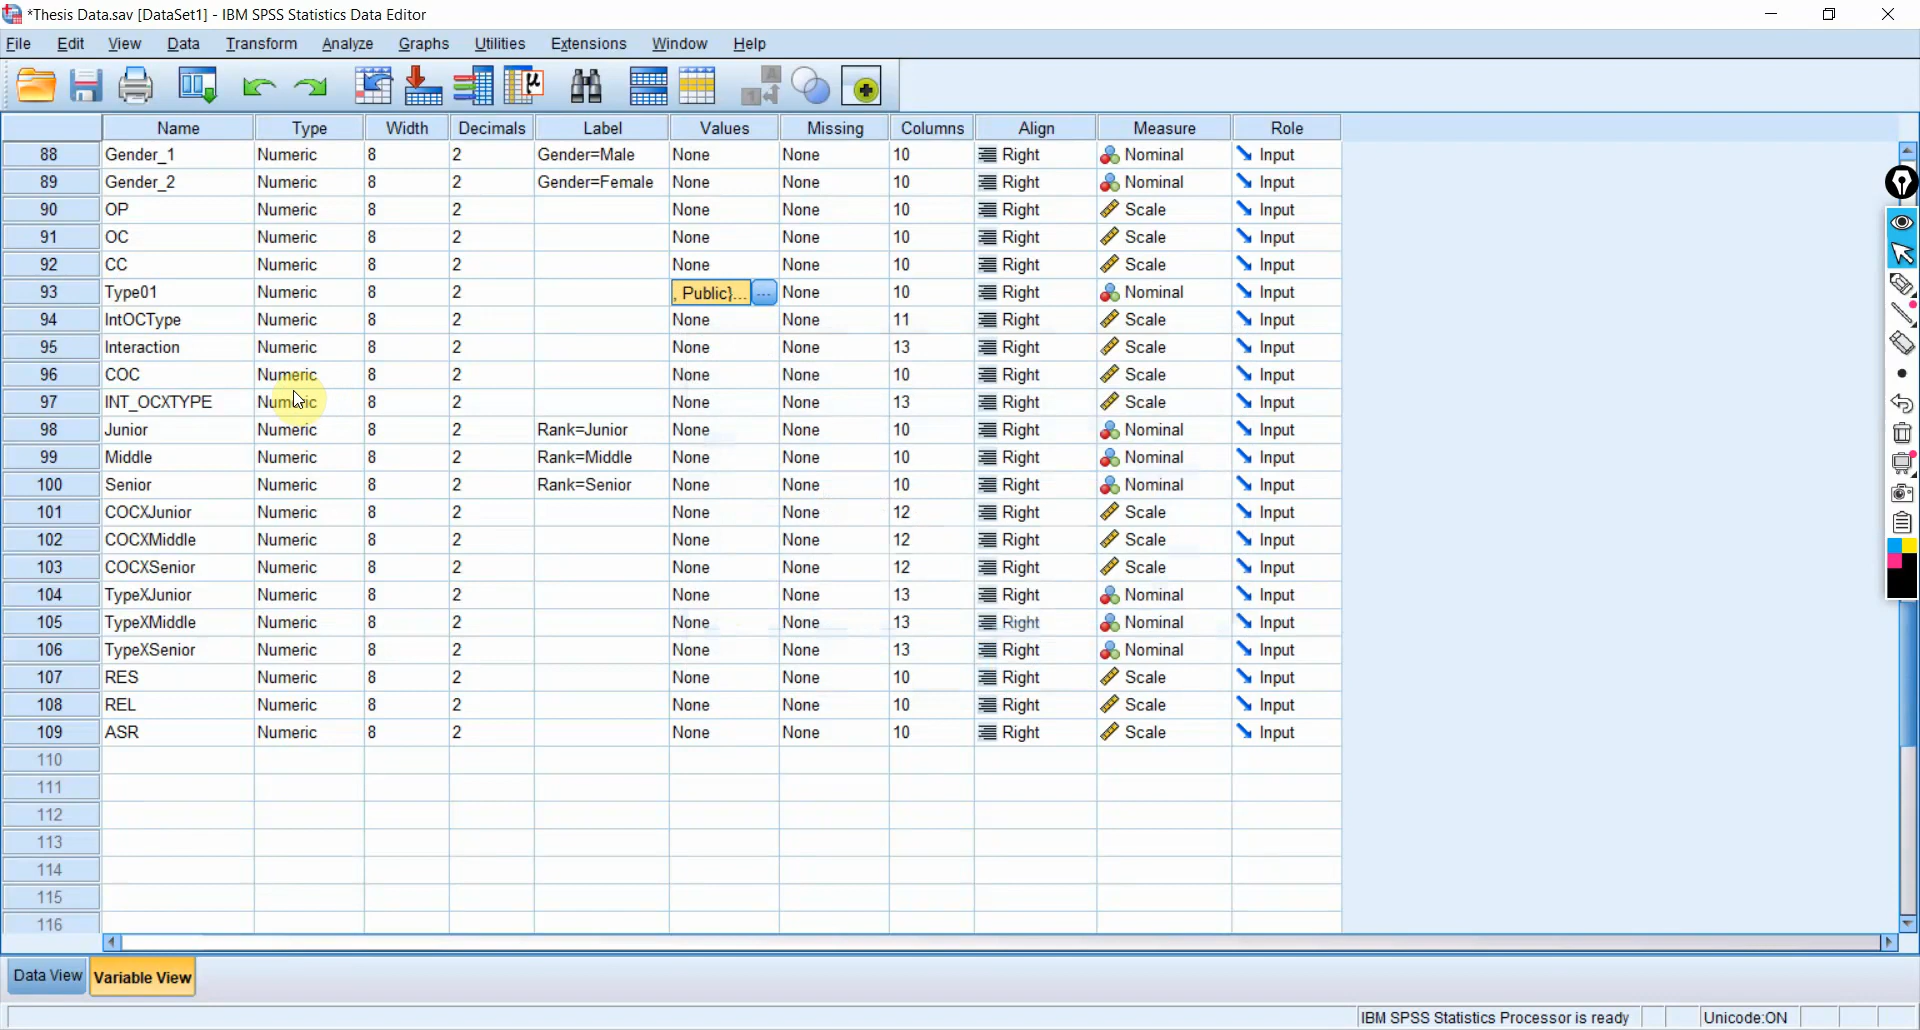 *Thesis Data.sav [DataSet1] - IBM SPSS Statistics Data Editor
File Edit View Data Transform Analyze Graphs Utilities Extensions Window Help
Name Type Width Decimals Label Values Missing Columns Align Measure Role
88 Gender_1 Numeric 8 2 Gender=Male None None 10 Right Nominal Input
89 Gender_2 Numeric 8 2 Gender=Female None None 10 Right Nominal Input
90 OP Numeric 8 2 None None 10 Right Scale Input
91 OC Numeric 8 2 None None 10 Right Scale Input
92 CC Numeric 8 2 None None 10 Right Scale Input
93 Type01 Numeric 8 2 , Public}... ... None 10 Right Nominal Input
94 IntOCType Numeric 8 2 None None 11 Right Scale Input
95 Interaction Numeric 8 2 None None 13 Right Scale Input
96 COC Numeric 8 2 None None 10 Right Scale Input
97 INT_OCXTYPE Numeric 8 2 None None 13 Right Scale Input
98 Junior Numeric 8 2 Rank=Junior None None 10 Right Nominal Input
99 Middle Numeric 8 2 Rank=Middle None None 10 Right Nominal Input
100 Senior Numeric 8 2 Rank=Senior None None 10 Right Nominal Input
101 COCXJunior Numeric 8 2 None None 12 Right Scale Input
102 COCXMiddle Numeric 8 2 None None 12 Right Scale Input
103 COCXSenior Numeric 8 2 None None 12 Right Scale Input
104 TypeXJunior Numeric 8 2 None None 13 Right Nominal Input
105 TypeXMiddle Numeric 8 2 None None 13 Right Nominal Input
106 TypeXSenior Numeric 8 2 None None 13 Right Nominal Input
107 RES Numeric 8 2 None None 10 Right Scale Input
108 REL Numeric 8 2 None None 10 Right Scale Input
109 ASR Numeric 8 2 None None 10 Right Scale Input
110
111
112
113
114
115
116
Data View Variable View
IBM SPSS Statistics Processor is ready Unicode:ON